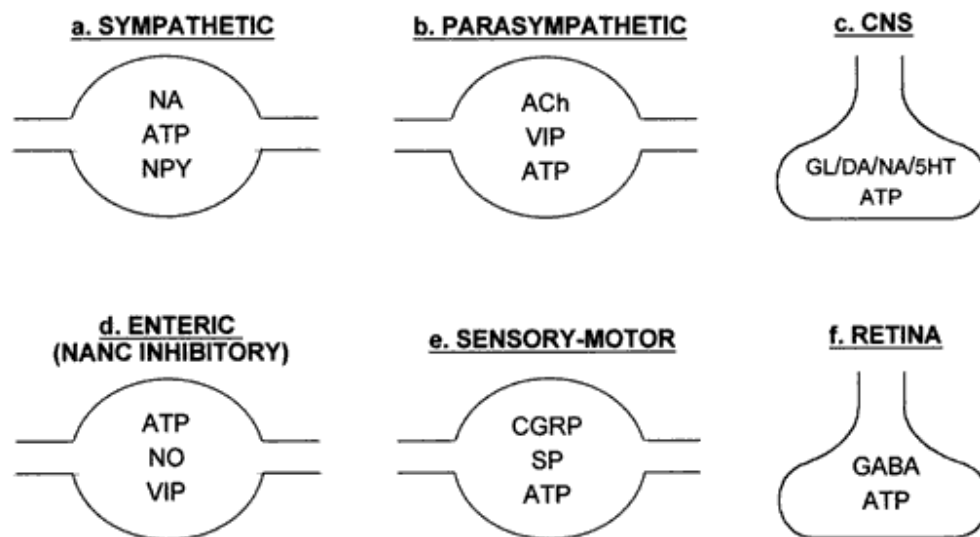 a. SYMPATHETIC
NA
ATP
NPY
b. PARASYMPATHETIC
ACh
VIP
ATP
c. CNS
GL/DA/NA/5HT
ATP
d. ENTERIC
(NANC INHIBITORY)
ATP
NO
VIP
e. SENSORY-MOTOR
CGRP
SP
ATP
f. RETINA
GABA
ATP